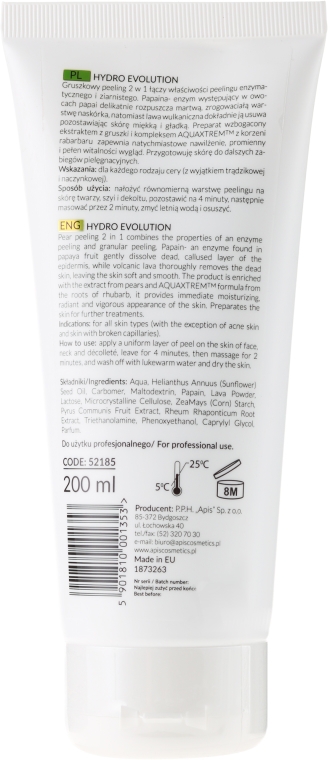 PL HYDRO EVOLUTION
Gruszkowy peeling 2 w 1 łączy właściwości peelingu enzyma-
tycznego i ziarnistego. Papaina- enzym występujący w owo-
cach papai delikatnie rozpuszcza martwą, zrogowaciałą war-
stwę naskórka, natomiast lawa wulkaniczna dokładnie ją usuwa
pozostawiając skórę miękką i gładką. Preparat wzbogacony
ekstraktem z gruszki i kompleksem AQUAXTREM™ z korzeni
rabarbaru zapewnia natychmiastowe nawilżenie, promienny
i pełen witalności wygląd. Przygotowuje skórę do dalszych za-
biegów pielęgnacyjnych.
Wskazania: dla każdego rodzaju cery (z wyjątkiem trądzikowej
i naczynkowej).
Sposób użycia: nałożyć równomierną warstwę peelingu na
skórę twarzy, szyi i dekoltu, pozostawić na 4 minuty, następnie
masować przez 2 minuty, zmyć letnią wodą i osuszyć.
ENG HYDRO EVOLUTION
Pear peeling 2 in 1 combines the properties of an enzyme
peeling and granular peeling. Papain- an enzyme found in
papaya fruit gently dissolve dead, callused layer of the
epidermis, while volcanic lava thoroughly removes the dead
skin, leaving the skin soft and smooth. The product is enriched
with the extract from pears and AQUAXTREM™ formula from
the roots of rhubarb, it provides immediate moisturizing,
radiant and vigorous appearance of the skin. Preparates the
skin for further treatments.
Indications: for all skin types (with the exception of acne skin
and skin with broken capillaries).
How to use: apply a uniform layer of peel on the skin of face,
neck and décolleté, leave for 4 minutes, then massage for 2
minutes, and wash off with lukewarm water and dry the skin.
Składniki/Ingredients: Aqua, Helianthus Annuus (Sunflower)
Seed Oil, Carbomer, Maltodextrin, Papain, Lava Powder,
Lactose, Microcrystalline Cellulose, ZeaMays (Corn) Starch,
Pyrus Communis Fruit Extract, Rheum Rhaponticum Root
Extract, Triethanolamine, Phenoxyethanol, Caprylyl Glycol,
Parfum.
Do użytku profesjonalnego/ For professional use.
CODE: 52185
200 ml
5°C
25°C
8M
5 901810 001353 >
Producent: P.P.H. „Apis" Sp. z o.o.
85-372 Bydgoszcz
ul. Łochowska 40
tel./fax. (52) 320 70 30
e-mail: biuro@apiscosmetics.pl
www.apiscosmetics.pl
Made in EU
1873263
Nr serii / Batch number:
Najlepiej zużyć przed końcem:
Best before: